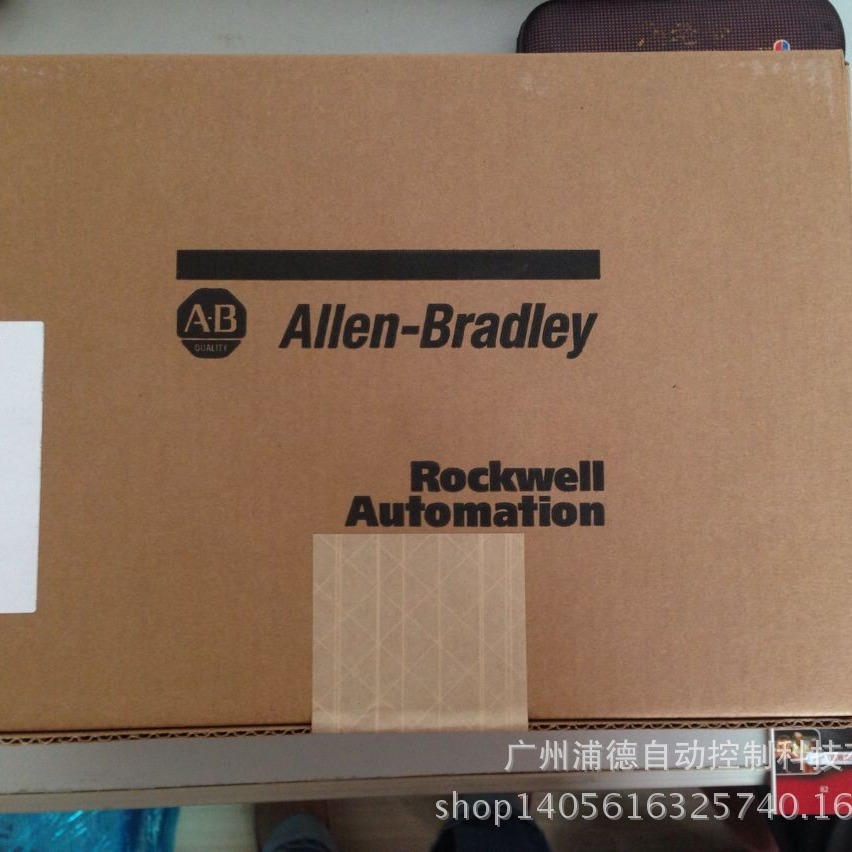 A·B
QUALITY
Allen-Bradley
Rockwell
Automation
广州浦德自动控制科技
shop1405616325740.16